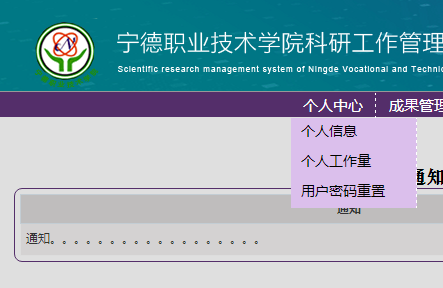 宁德职业技术学院科研工作管理
Scientific research management system of Ningde Vocational and Technic
个人中心 成果管理
个人信息
个人工作量
通知
用户密码重置
通知
通知。。。。。。。。。。。。。。。。。。